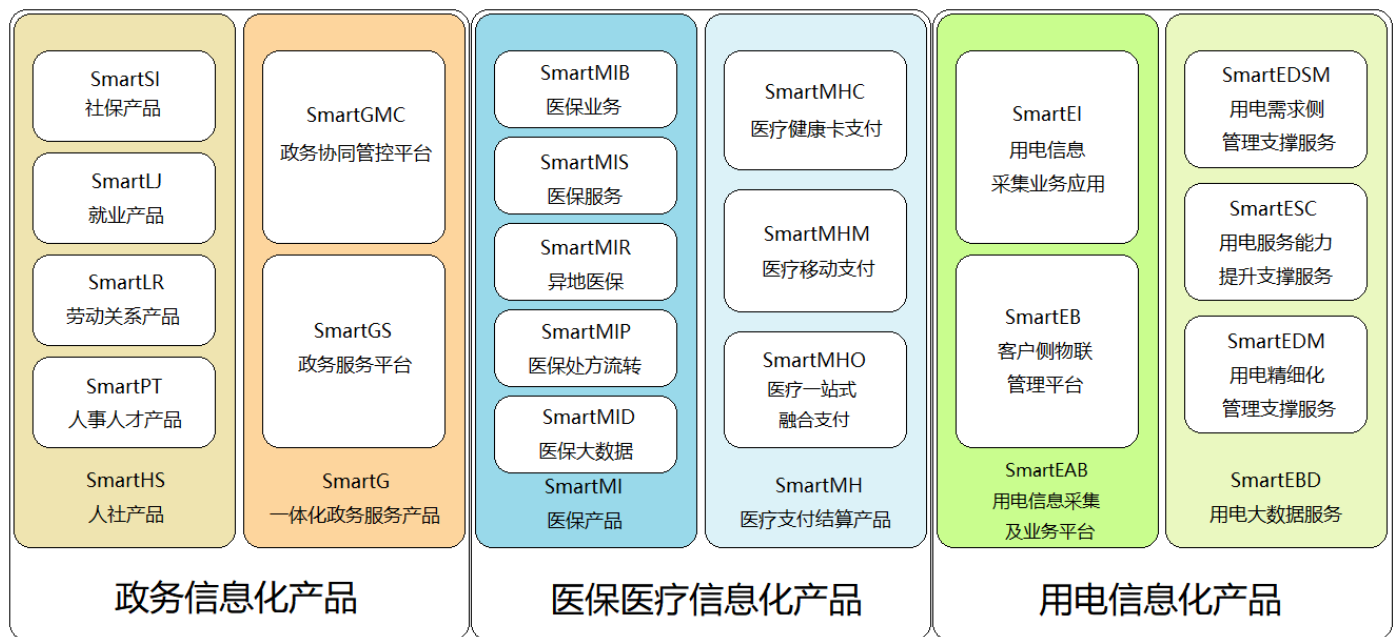 SmartSI
社保产品
SmartLJ
就业产品
SmartLR
劳动关系产品
SmartPT
人事人才产品
SmartHS
人社产品
SmartGMC
政务协同管控平台
SmartGS
政务服务平台
SmartG
一体化政务服务产品
政务信息化产品
SmartMIB
医保业务
SmartMIS
医保服务
SmartMIR
异地医保
SmartMIP
医保处方流转
SmartMID
医保大数据
SmartMI
医保产品
SmartMHC
医疗健康卡支付
SmartMHM
医疗移动支付
SmartMHO
医疗一站式
融合支付
SmartMH
医疗支付结算产品
医保医疗信息化产品
SmartEI
用电信息
采集业务应用
SmartEB
客户侧物联
管理平台
SmartEAB
用电信息采集
及业务平台
SmartEDSM
用电需求侧
管理支撑服务
SmartESC
用电服务能力
提升支撑服务
SmartEDM
用电精细化
管理支撑服务
SmartEBD
用电大数据服务
用电信息化产品